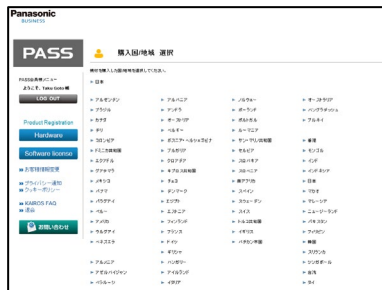 Panasonic
BUSINESS
PASS
購入国/地域 選択
機材を購入した国/地域を選択してください。
PASS会員様メニュー
ようこそ、Taku Goto 様
LOG OUT
Product Registration
Hardware
Software license
お客様情報変更
プライバシー通知
クッキーポリシー
KAIROS FAQ
退会
お問い合わせ
日本
アルゼンチン
ブラジル
カナダ
チリ
コロンビア
ドミニカ共和国
エクアドル
グアテマラ
メキシコ
パナマ
パラグアイ
ペルー
アメリカ
ウルグアイ
ベネズエラ
アルメニア
アゼルバイジャン
ベラルーシ
アルバニア
アンドラ
オーストリア
ベルギー
ボスニア・ヘルツェゴビナ
ブルガリア
クロアチア
キプロス共和国
チェコ
デンマーク
エジプト
エストニア
フィンランド
フランス
ドイツ
ギリシャ
ハンガリー
アイルランド
イタリア
ノルウェー
ポーランド
ポルトガル
ルーマニア
サンマリノ共和国
セルビア
スロバキア
スロベニア
南アフリカ
スペイン
スウェーデン
スイス
トルコ共和国
イギリス
バチカン市国
オーストラリア
バングラデッシュ
ブルネイ
香港
モンゴル
インド
インドネシア
日本
マカオ
マレーシア
ニュージーランド
パキスタン
フィリピン
韓国
スリランカ
シンガポール
台湾
タイ